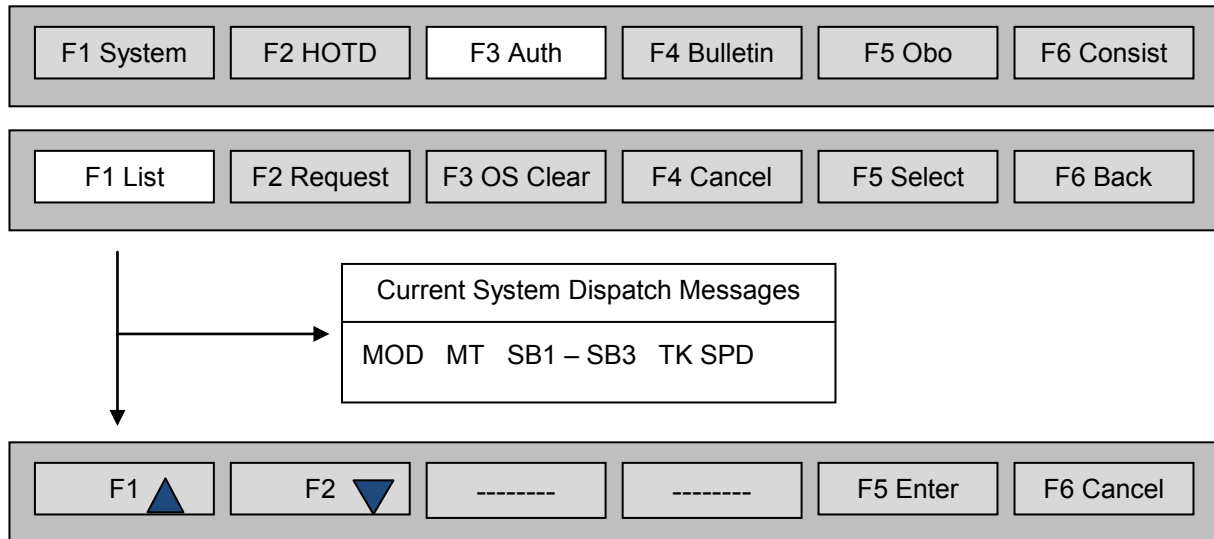 F1 System F2 HOTD F3 Auth F4 Bulletin F5 Obo F6 Consist
F1 List F2 Request F3 OS Clear F4 Cancel F5 Select F6 Back
Current System Dispatch Messages
MOD MT SB1 – SB3 TK SPD
F1 F2 -------- -------- F5 Enter F6 Cancel